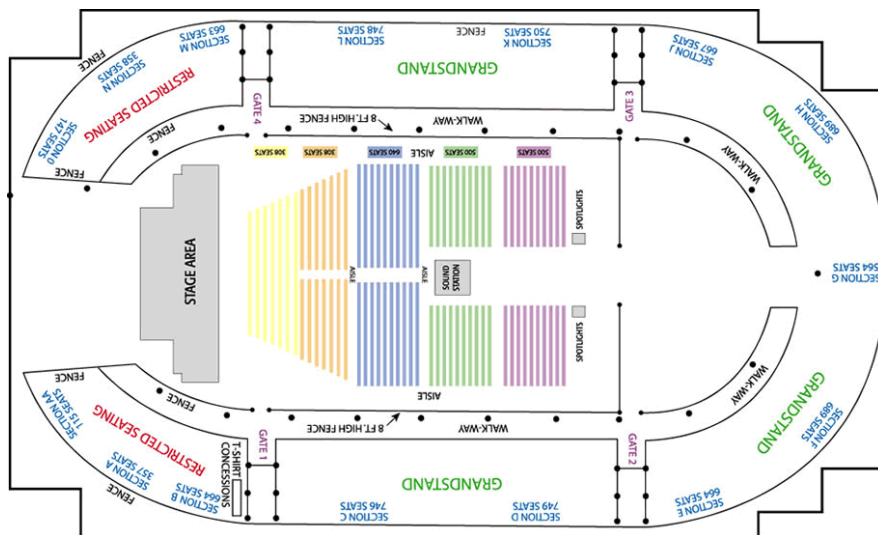 SECTION M
663 SEATS
SECTION L
748 SEATS
FENCE
SECTION K
750 SEATS
SECTION J
667 SEATS
FENCE
SECTION N
358 SEATS
RESTRICTED SEATING
GRANDSTAND
GRANDSTAND
SECTION H
689 SEATS
GRANDSTAND
SECTION O
147 SEATS
FENCE
FENCE
GATE 4
8 FT. HIGH FENCE
WALK-WAY
GATE 3
WALK-WAY
308 SEATS
308 SEATS
640 SEATS
AISLE
500 SEATS
500 SEATS
SPOTLIGHTS
STAGE AREA
AISLE
AISLE
SOUND
STATION
SECTION G
564 SEATS
SPOTLIGHTS
AISLE
FENCE
SECTION AA
115 SEATS
FENCE
RESTRICTED SEATING
SECTION A
357 SEATS
SECTION B
664 SEATS
FENCE
T-SHIRT
CONCESSIONS
GATE 1
8 FT. HIGH FENCE
WALK-WAY
GATE 2
WALK-WAY
GRANDSTAND
GRANDSTAND
SECTION F
689 SEATS
SECTION C
746 SEATS
SECTION D
749 SEATS
SECTION E
664 SEATS